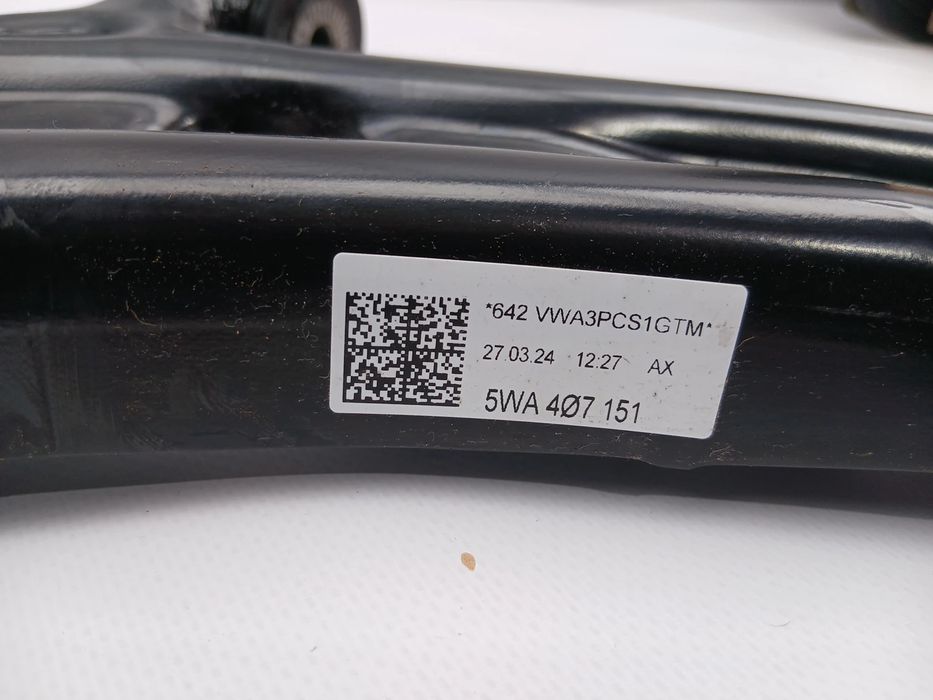 *642 VWA3PCS1GTM*
27.03.24 12:27 AX
5WA 4Ø7 151